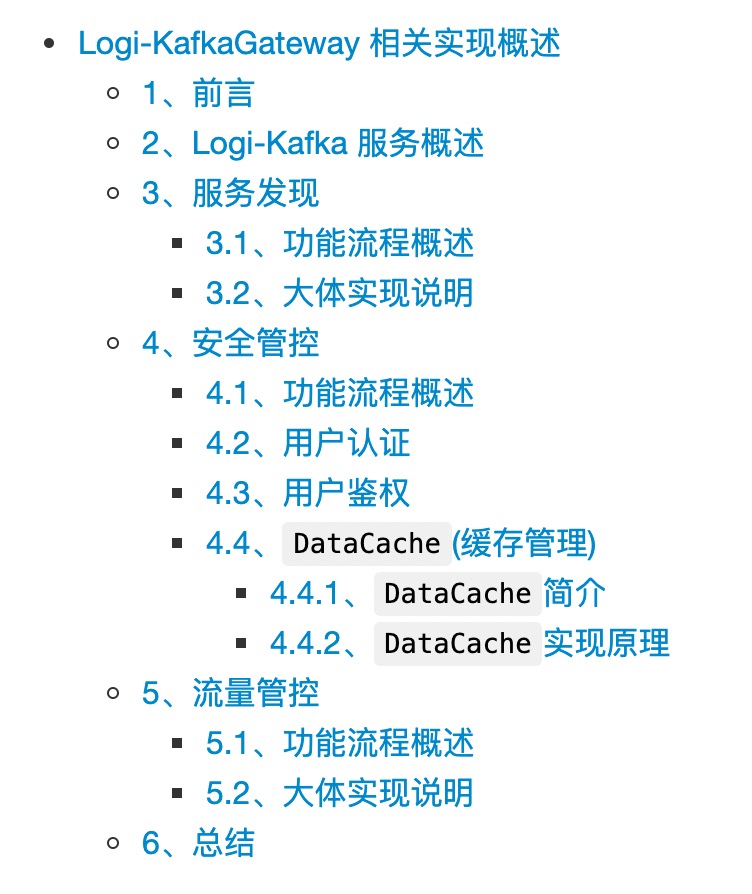 Logi-KafkaGateway 相关实现概述
1、前言
2、Logi-Kafka 服务概述
3、服务发现
3.1、功能流程概述
3.2、大体实现说明
4、安全管控
4.1、功能流程概述
4.2、用户认证
4.3、用户鉴权
4.4、DataCache(缓存管理)
4.4.1、DataCache简介
4.4.2、DataCache实现原理
5、流量管控
5.1、功能流程概述
5.2、大体实现说明
6、总结